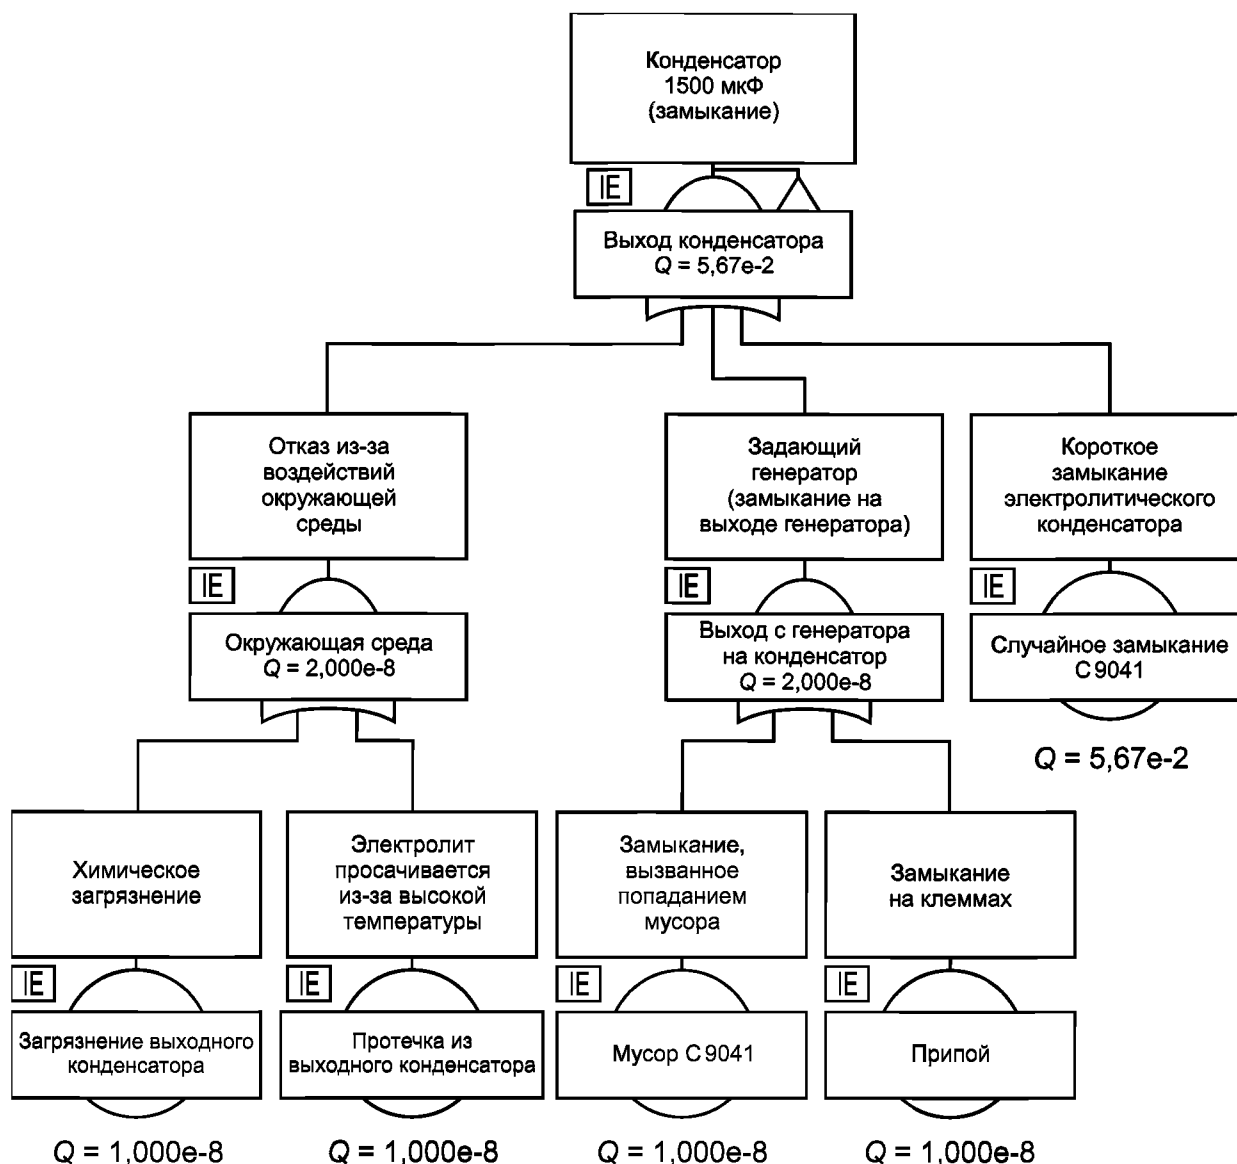 Конденсатор
1500 мкФ
(замыкание)
IE
Выход конденсатора
Q = 5,67e-2
Отказ из-за
воздействий
окружающей
среды
Задающий
генератор
(замыкание на
выходе генератора)
Короткое
замыкание
электролитического
конденсатора
IE
Окружающая среда
Q = 2,000e-8
IE
Выход с генератора
на конденсатор
Q = 2,000e-8
IE
Случайное замыкание
С 9041
Q = 5,67e-2
Химическое
загрязнение
Электролит
просачивается
из-за высокой
температуры
Замыкание,
вызванное
попаданием
мусора
Замыкание
на клеммах
IE
Загрязнение выходного
конденсатора
Q = 1,000e-8
IE
Протечка из
выходного конденсатора
Q = 1,000e-8
IE
Мусор С 9041
Q = 1,000e-8
IE
Припой
Q = 1,000e-8